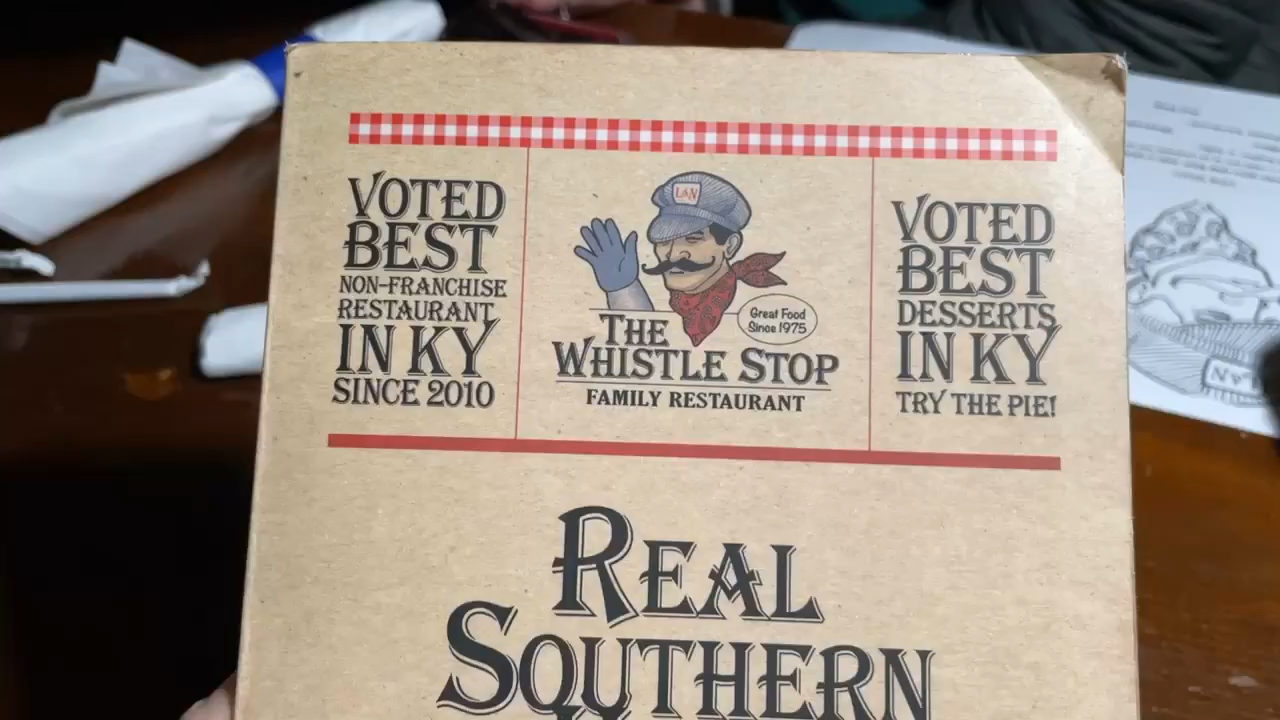 VOTED
BEST
NON-FRANCHISE
RESTAURANT
IN KY
SINCE 2010
L&N
Great Food
Since 1975
THE
WHISTLE STOP
FAMILY RESTAURANT
VOTED
BEST
DESSERTS
IN KY
TRY THE PIE!
REAL
SOUTHERN